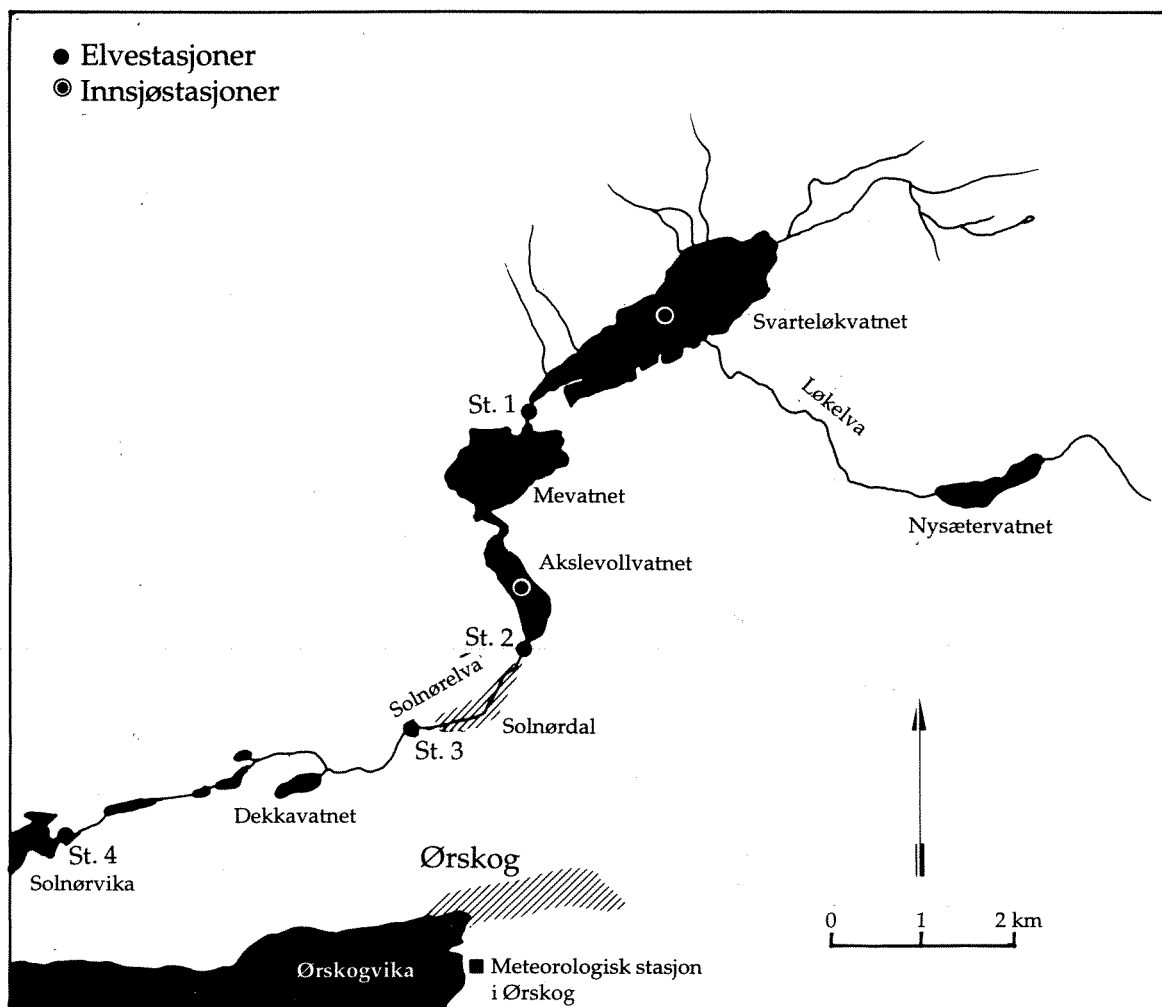 Elvestasjoner
Innsjøstasjoner
Svarteløkvatnet
St. 1
Løkelva
Mevatnet
Nysætervatnet
Akslevollvatnet
St. 2
Solnørelva
Solnørdal
St. 3
Dekkavatnet
St. 4
Solnørvika
Ørskog
0 1 2 km
Ørskogvika
Meteorologisk stasjon
i Ørskog